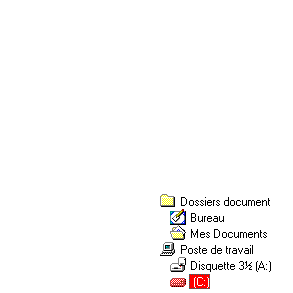 Dossiers document
Bureau
Mes Documents
Poste de travail
Disquette 3½ (A:)
(C:)